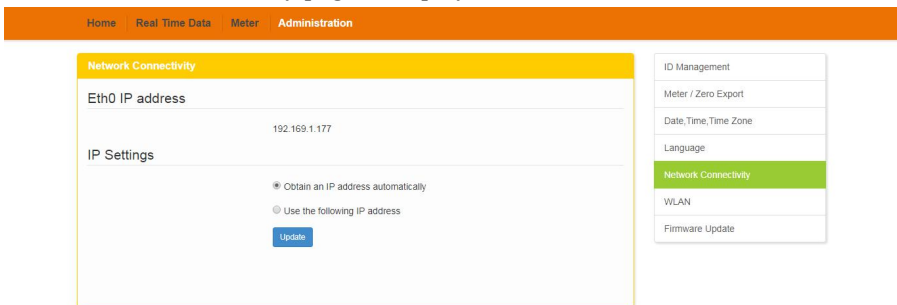 Home Real Time Data Meter Administration
Network Connectivity
Eth0 IP address
192.169.1.177
IP Settings
Obtain an IP address automatically
Use the following IP address
Update
ID Management
Meter / Zero Export
Date,Time,Time Zone
Language
Network Connectivity
WLAN
Firmware Update